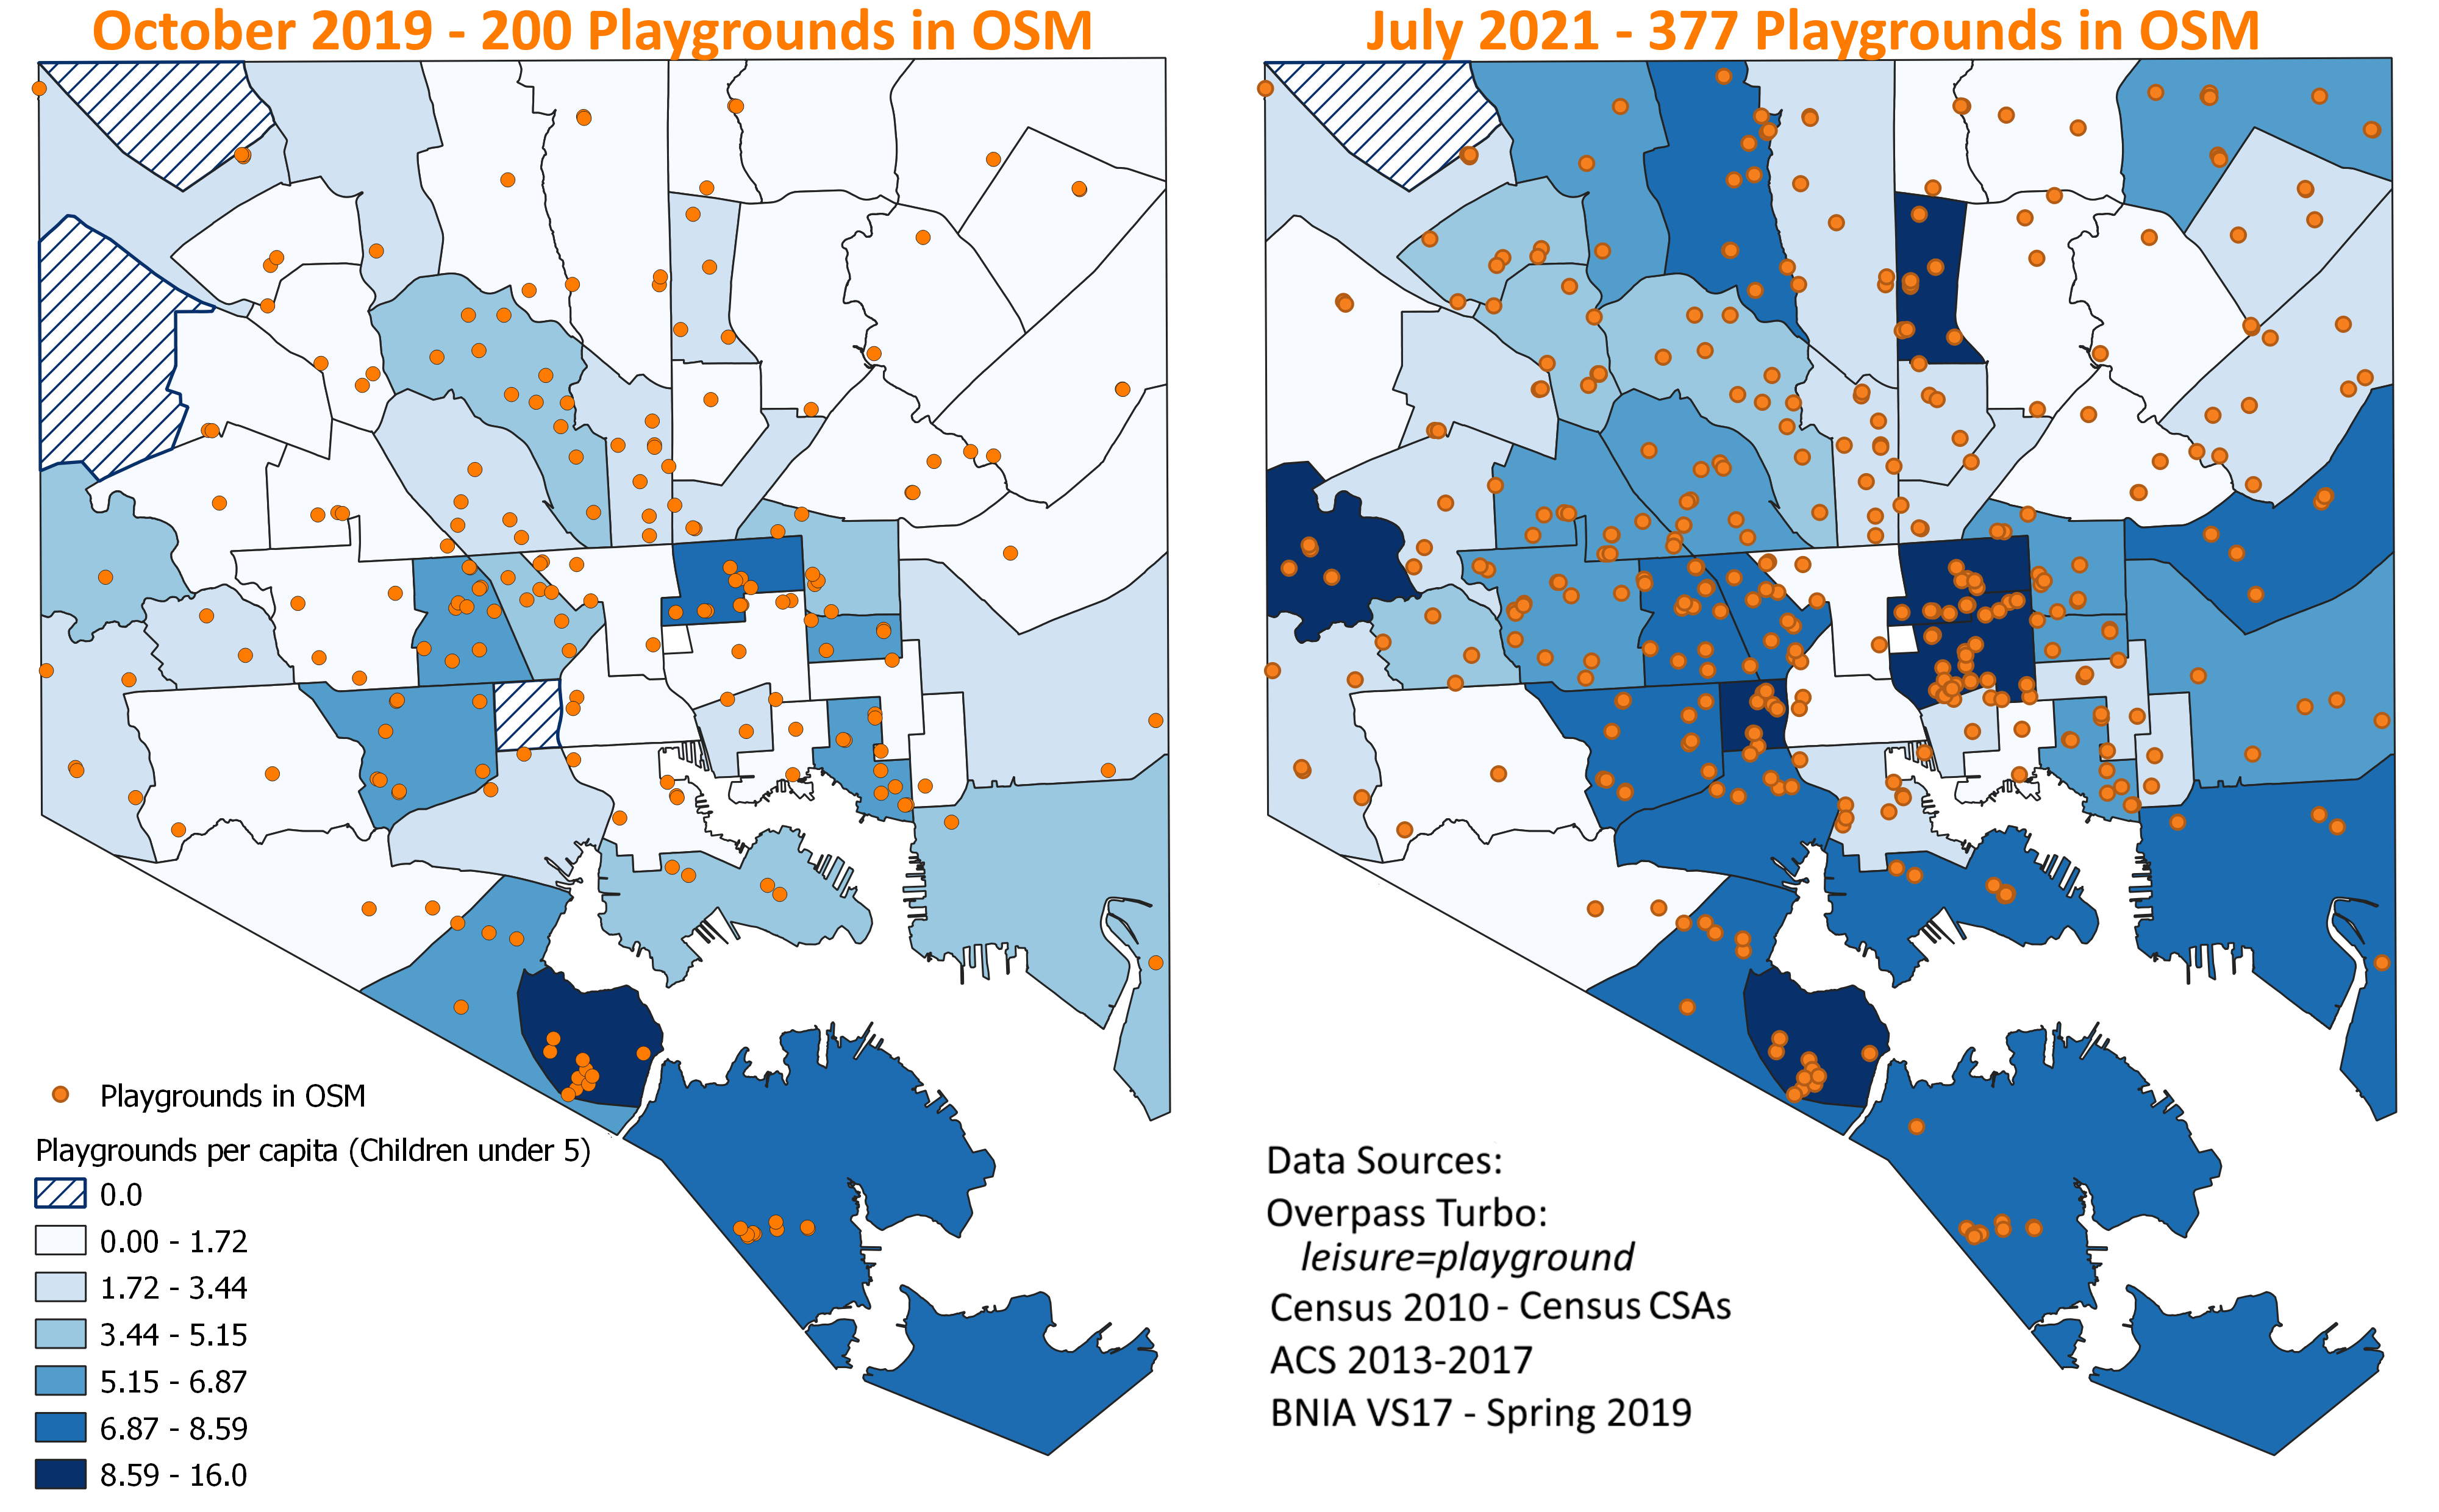 October 2019 - 200 Playgrounds in OSM
July 2021 - 377 Playgrounds in OSM
Playgrounds in OSM
Playgrounds per capita (Children under 5)
0.0
0.00 - 1.72
1.72 - 3.44
3.44 - 5.15
5.15 - 6.87
6.87 - 8.59
8.59 - 16.0
Data Sources:
Overpass Turbo:
leisure=playground
Census 2010 - Census CSAs
ACS 2013-2017
BNIA VS17 - Spring 2019